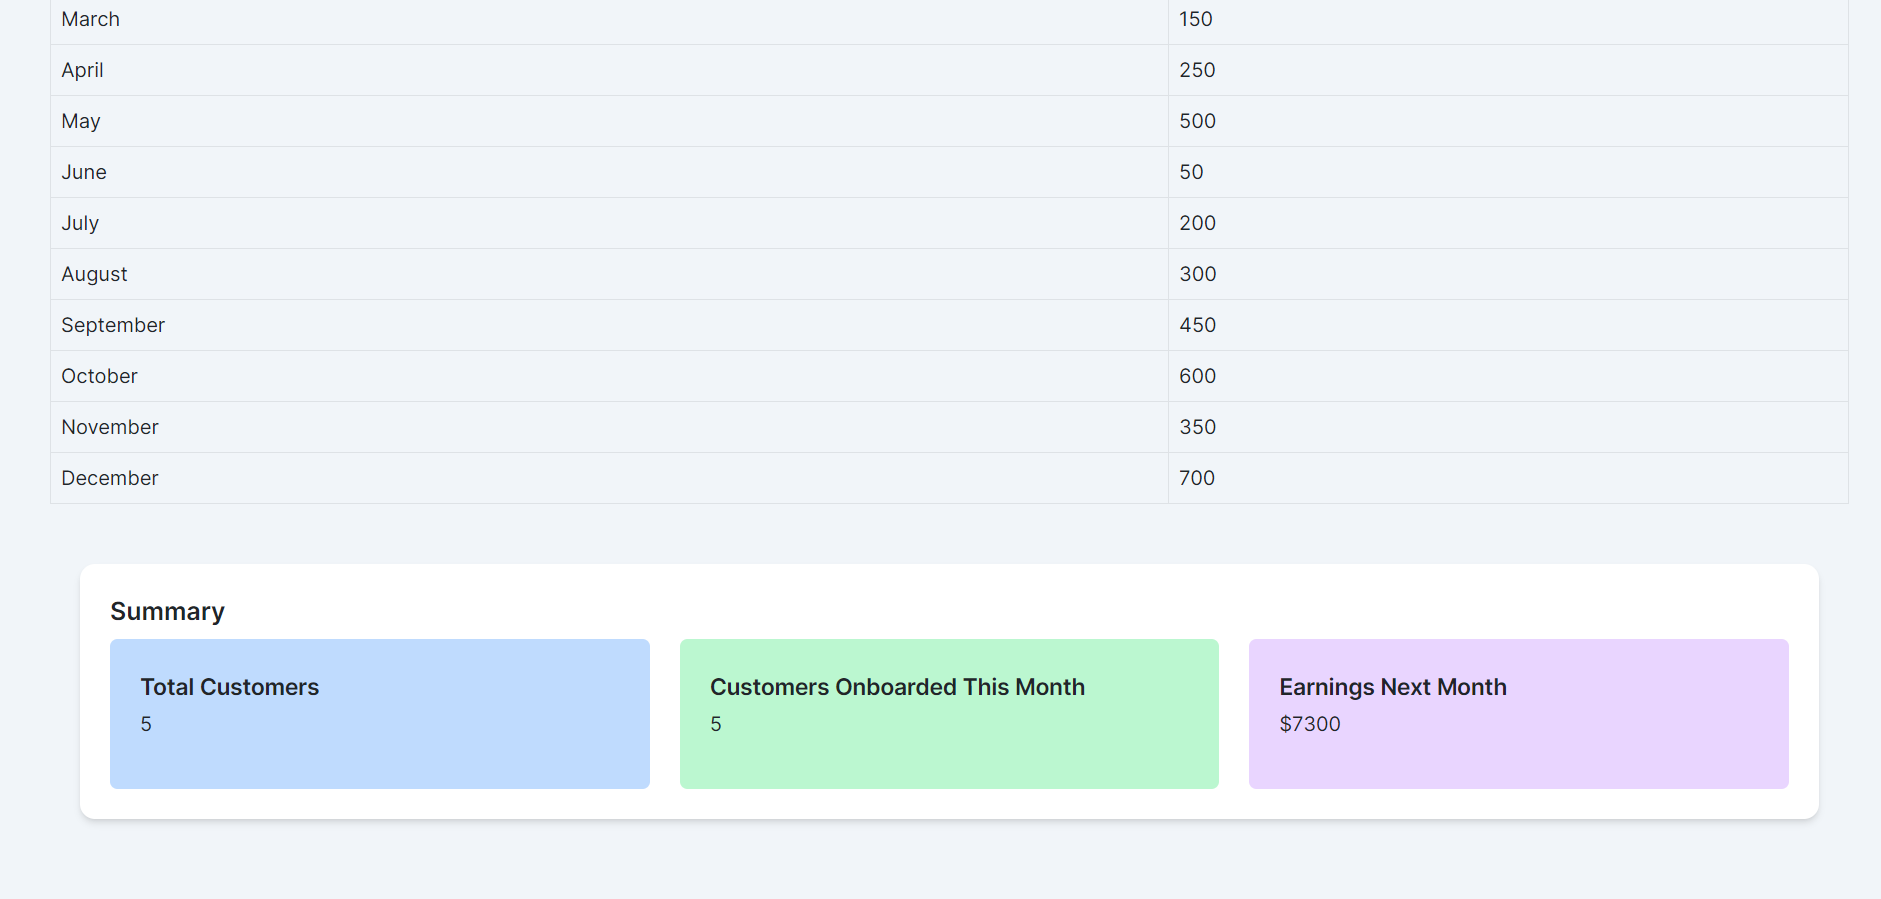 March 150
April 250
May 500
June 50
July 200
August 300
September 450
October 600
November 350
December 700
Summary
Total Customers
5
Customers Onboarded This Month
5
Earnings Next Month
$7300